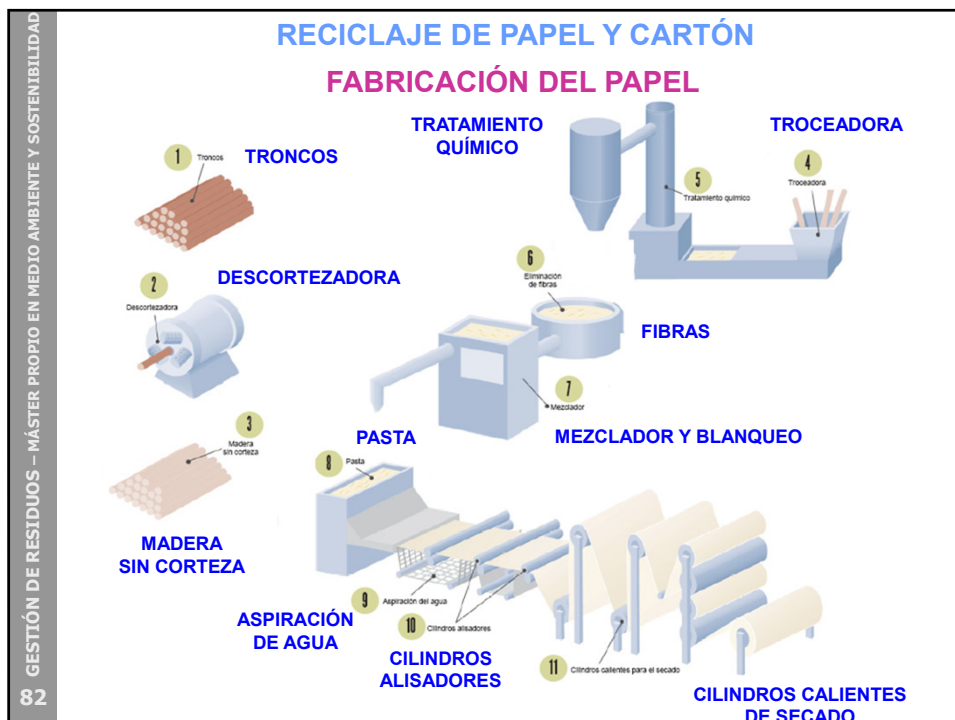 GESTIÓN DE RESIDUOS – MÁSTER PROPIO EN MEDIO AMBIENTE Y SOSTENIBILIDAD
82
RECICLAJE DE PAPEL Y CARTÓN
FABRICACIÓN DEL PAPEL
1
Troncos
TRONCOS
2
Descortezadora
DESCORTEZADORA
3
Madera
sin corteza
MADERA
SIN CORTEZA
TROCEADORA
4
Troceadora
TRATAMIENTO
QUÍMICO
5
Tratamiento químico
6
Eliminación
de fibras
FIBRAS
7
Mezclador
MEZCLADOR Y BLANQUEO
PASTA
8
Pasta
9
Aspiración del agua
ASPIRACIÓN
DE AGUA
10
Cilindros alisadores
CILINDROS
ALISADORES
11
Cilindros calientes para el secado
CILINDROS CALIENTES
DE SECADO